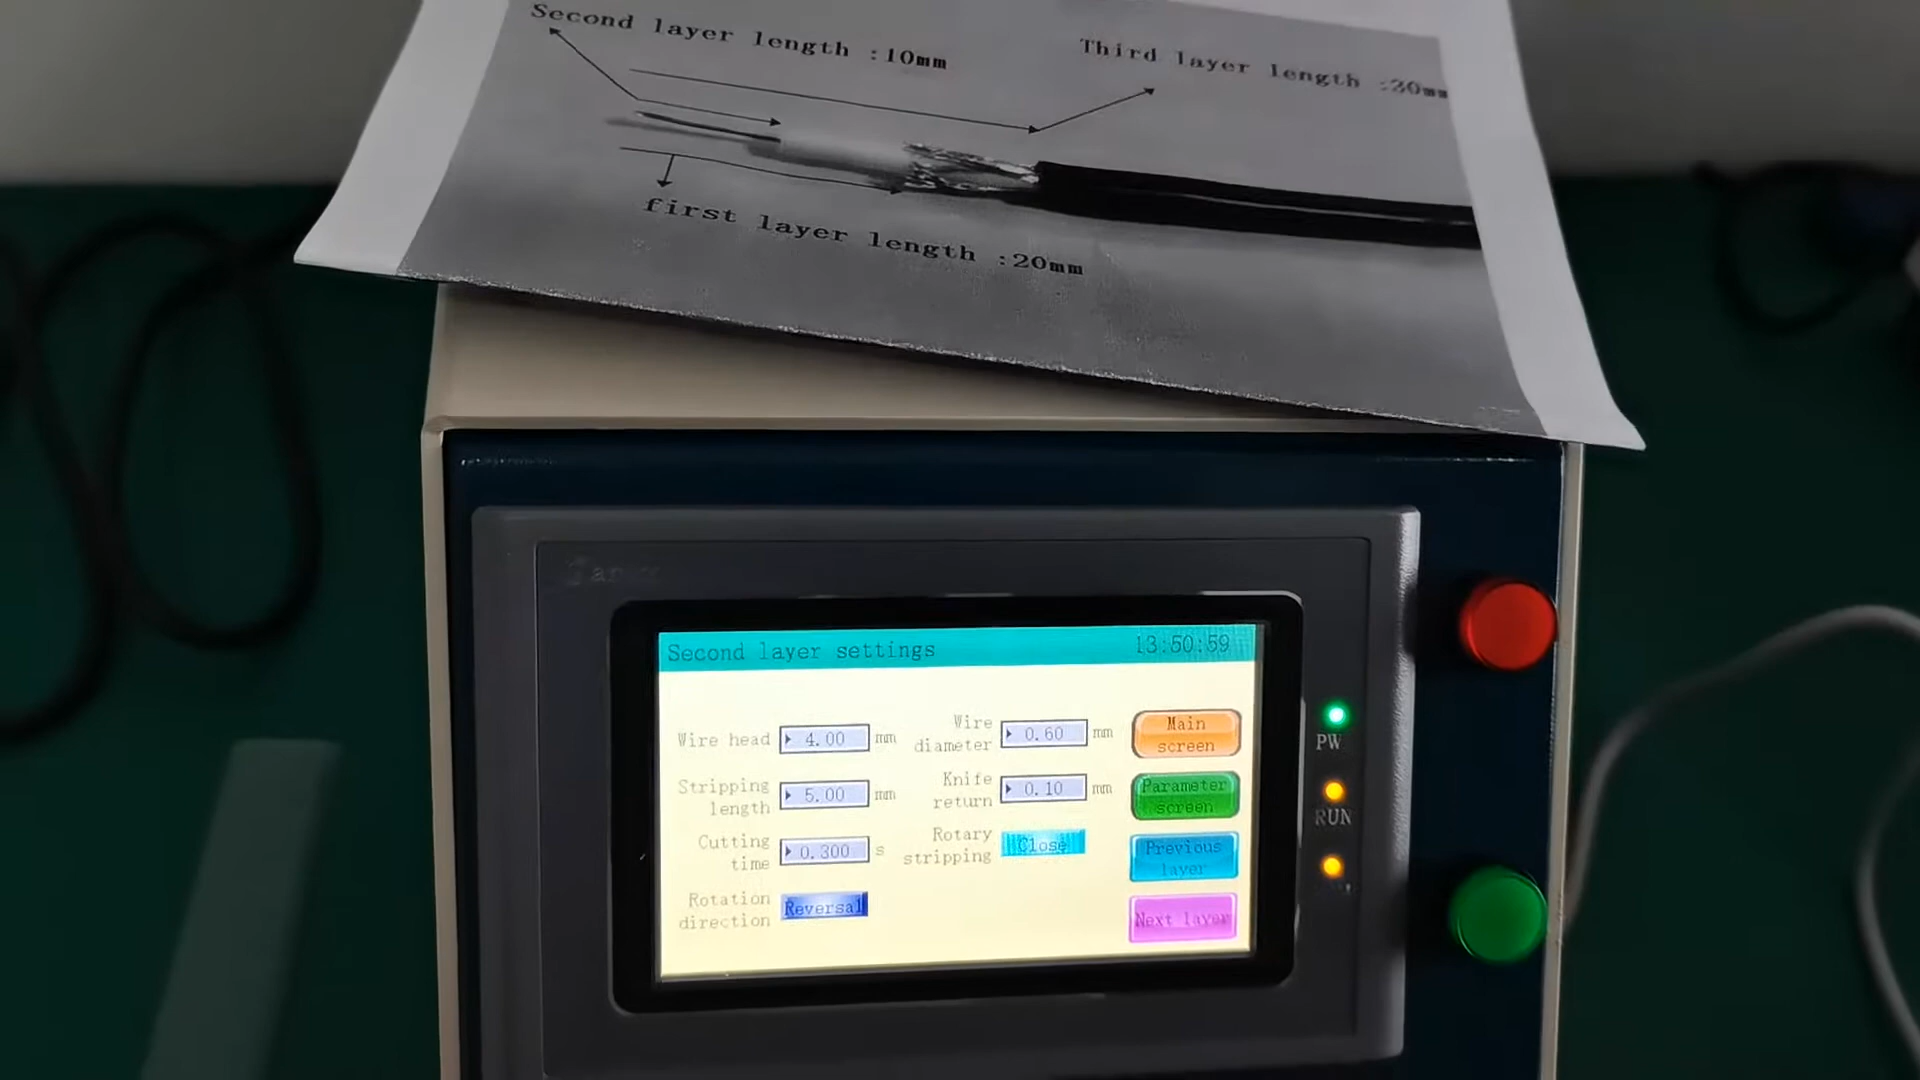 Second layer length :10mm
Third layer length :30mm
first layer length :20mm
Second layer settings
13:50:59
Wire head
4.00
mm
Wire
diameter
0.60
mm
Main
screen
Stripping
length
5.00
mm
Knife
return
0.10
mm
Parameter
screen
Cutting
time
0.300
s
Rotary
stripping
Close
Previous
layer
Rotation
direction
Reversal
Next layer
PW
RUN